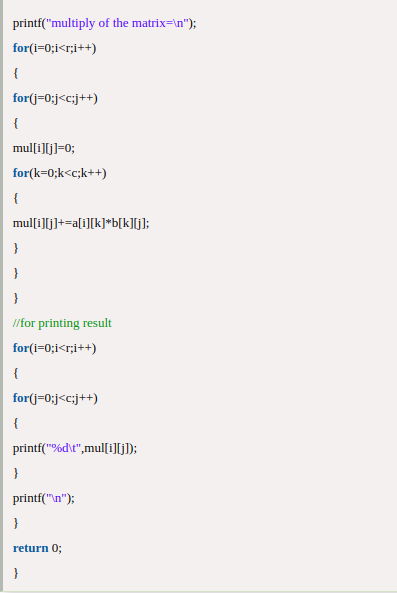 printf("multiply of the matrix=\n");
for(i=0;i<r;i++)
{
for(j=0;j<c;j++)
{
mul[i][j]=0;
for(k=0;k<c;k++)
{
mul[i][j]+=a[i][k]*b[k][j];
}
}
}
//for printing result
for(i=0;i<r;i++)
{
for(j=0;j<c;j++)
{
printf("%d\t",mul[i][j]);
}
printf("\n");
}
return 0;
}